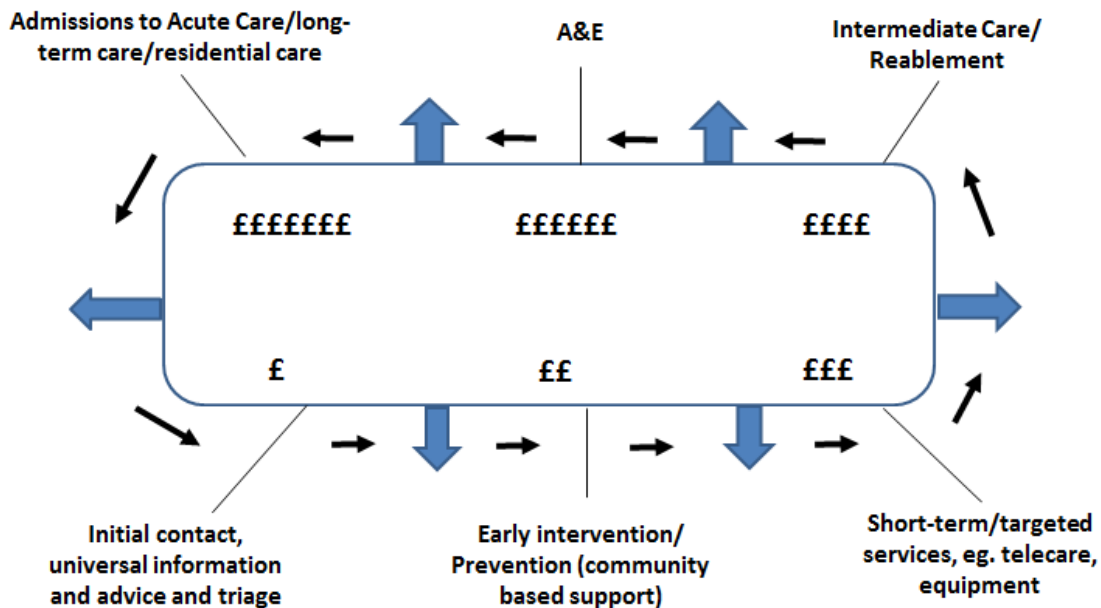 Admissions to Acute Care/long-
term care/residential care
A&E
Intermediate Care/
Reablement
£££££££
££££££
££££
£
££
£££
Initial contact,
universal information
and advice and triage
Early intervention/
Prevention (community
based support)
Short-term/targeted
services, eg. telecare,
equipment